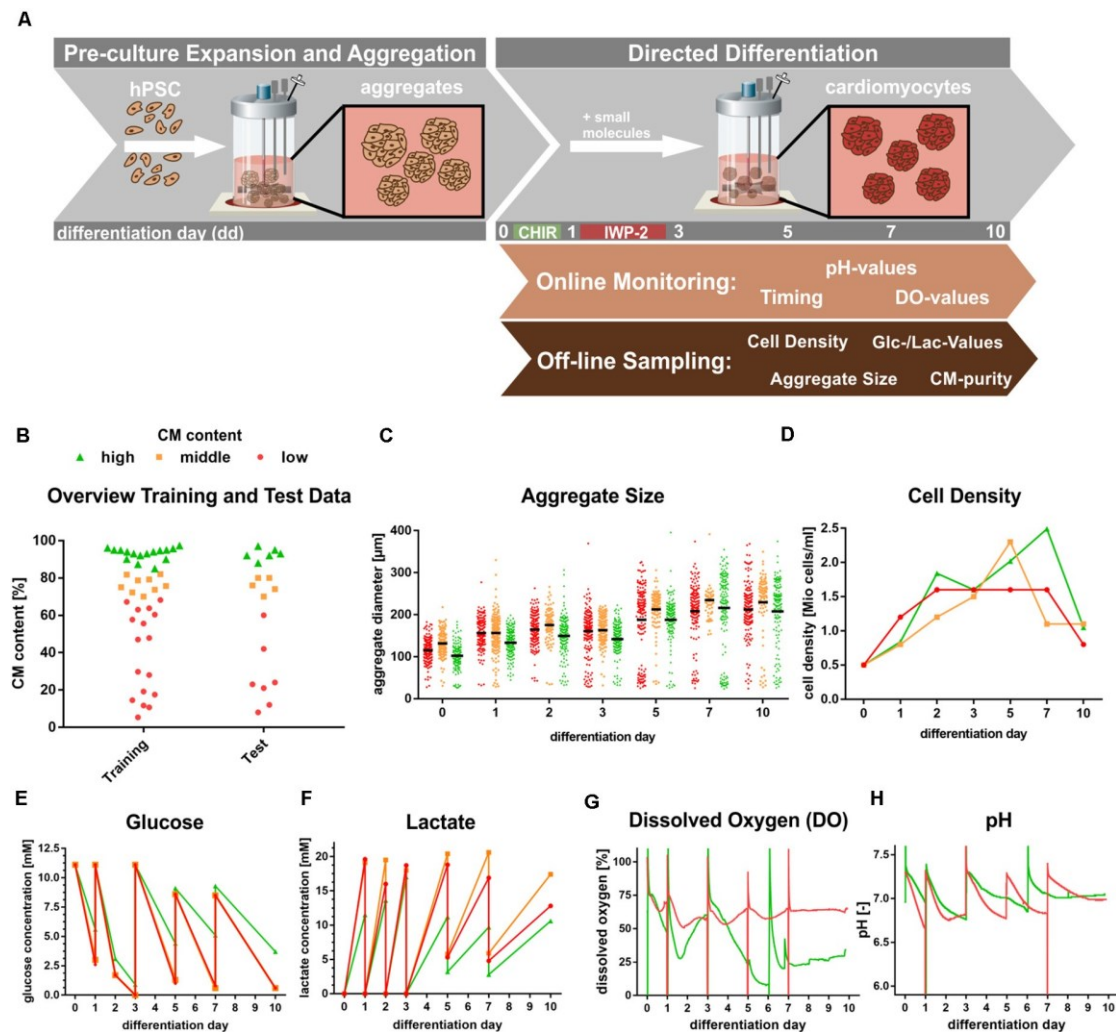 A
Pre-culture Expansion and Aggregation
Directed Differentiation
hPSC
aggregates
+ small
molecules
cardiomyocytes
differentiation day (dd)
0 CHIR 1 IWP-2 3 5 7 10
Online Monitoring:
pH-values
Timing
DO-values
Off-line Sampling:
Cell Density
Glc-/Lac-Values
Aggregate Size
CM-purity
B
CM content
high middle low
Overview Training and Test Data
CM content [%]
100
80
60
40
20
0
Training
Test
C
Aggregate Size
aggregate diameter [µm]
400
300
200
100
0
0 1 2 3 5 7 10
differentiation day
D
Cell Density
cell density [Mio cells/ml]
2.5
2.0
1.5
1.0
0.5
0.0
0 1 2 3 5 7 10
differentiation day
E
Glucose
glucose concentration [mM]
12.5
10.0
7.5
5.0
2.5
0.0
0 1 2 3 4 5 6 7 8 9 10
differentiation day
F
Lactate
lactate concentration [mM]
20
15
10
5
0
0 1 2 3 4 5 6 7 8 9 10
differentiation day
G
Dissolved Oxygen (DO)
dissolved oxygen [%]
100
75
50
25
0
0 1 2 3 4 5 6 7 8 9 10
differentiation day
H
pH
pH [-]
7.5
7.0
6.5
6.0
0 1 2 3 4 5 6 7 8 9 10
differentiation day